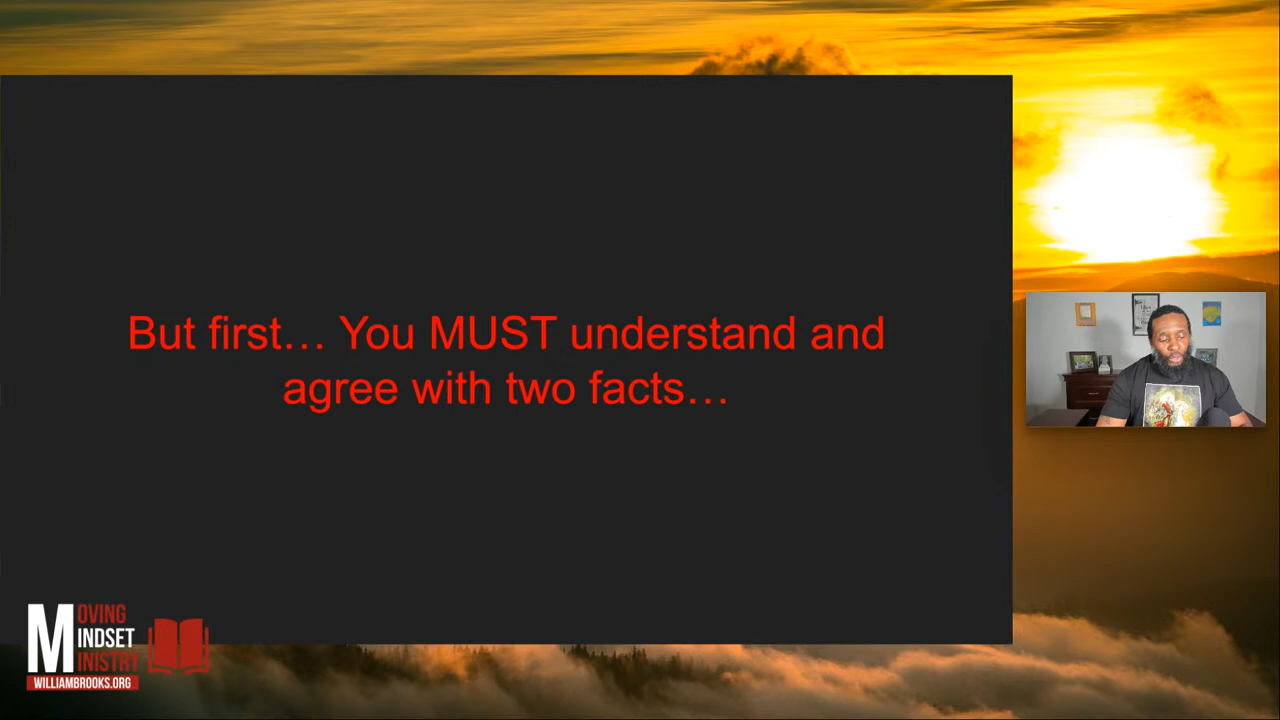 But first… You MUST understand and
agree with two facts…
MOVING
MINDSET
MINISTRY
WILLIAMBROOKS.ORG